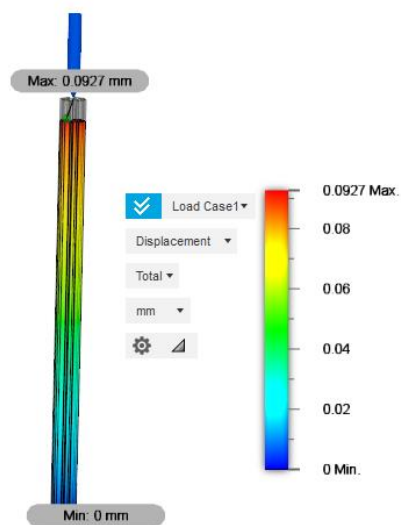 Max: 0.0927 mm
Load Case1
Displacement
Total
mm
0.0927 Max.
0.08
0.06
0.04
0.02
0 Min.
Min: 0 mm